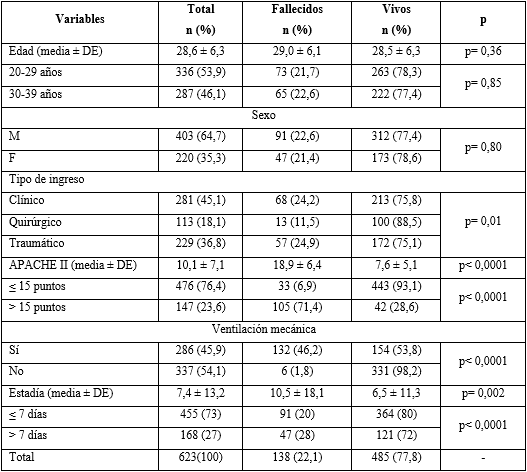 Variables Total n (%) Fallecidos n (%) Vivos n (%) p
Edad (media ± DE) 28,6 ± 6,3 29,0 ± 6,1 28,5 ± 6,3 p= 0,36
20-29 años 336 (53,9) 73 (21,7) 263 (78,3) p= 0,85
30-39 años 287 (46,1) 65 (22,6) 222 (77,4)
Sexo
M 403 (64,7) 91 (22,6) 312 (77,4) p= 0,80
F 220 (35,3) 47 (21,4) 173 (78,6)
Tipo de ingreso
Clínico 281 (45,1) 68 (24,2) 213 (75,8) p= 0,01
Quirúrgico 113 (18,1) 13 (11,5) 100 (88,5)
Traumático 229 (36,8) 57 (24,9) 172 (75,1)
APACHE II (media ± DE) 10,1 ± 7,1 18,9 ± 6,4 7,6 ± 5,1 p< 0,0001
≤ 15 puntos 476 (76,4) 33 (6,9) 443 (93,1) p< 0,0001
> 15 puntos 147 (23,6) 105 (71,4) 42 (28,6)
Ventilación mecánica
Sí 286 (45,9) 132 (46,2) 154 (53,8) p< 0,0001
No 337 (54,1) 6 (1,8) 331 (98,2)
Estadía (media ± DE) 7,4 ± 13,2 10,5 ± 18,1 6,5 ± 11,3 p= 0,002
≤ 7 días 455 (73) 91 (20) 364 (80) p< 0,0001
> 7 días 168 (27) 47 (28) 121 (72)
Total 623(100) 138 (22,1) 485 (77,8) -